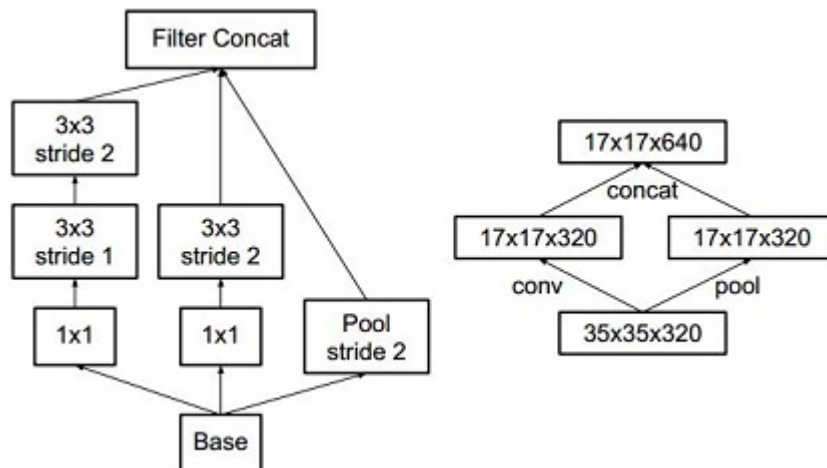 Filter Concat
3x3
stride 2
3x3
stride 1
3x3
stride 2
1x1
1x1
Pool
stride 2
Base
17x17x640
concat
17x17x320
17x17x320
conv
pool
35x35x320